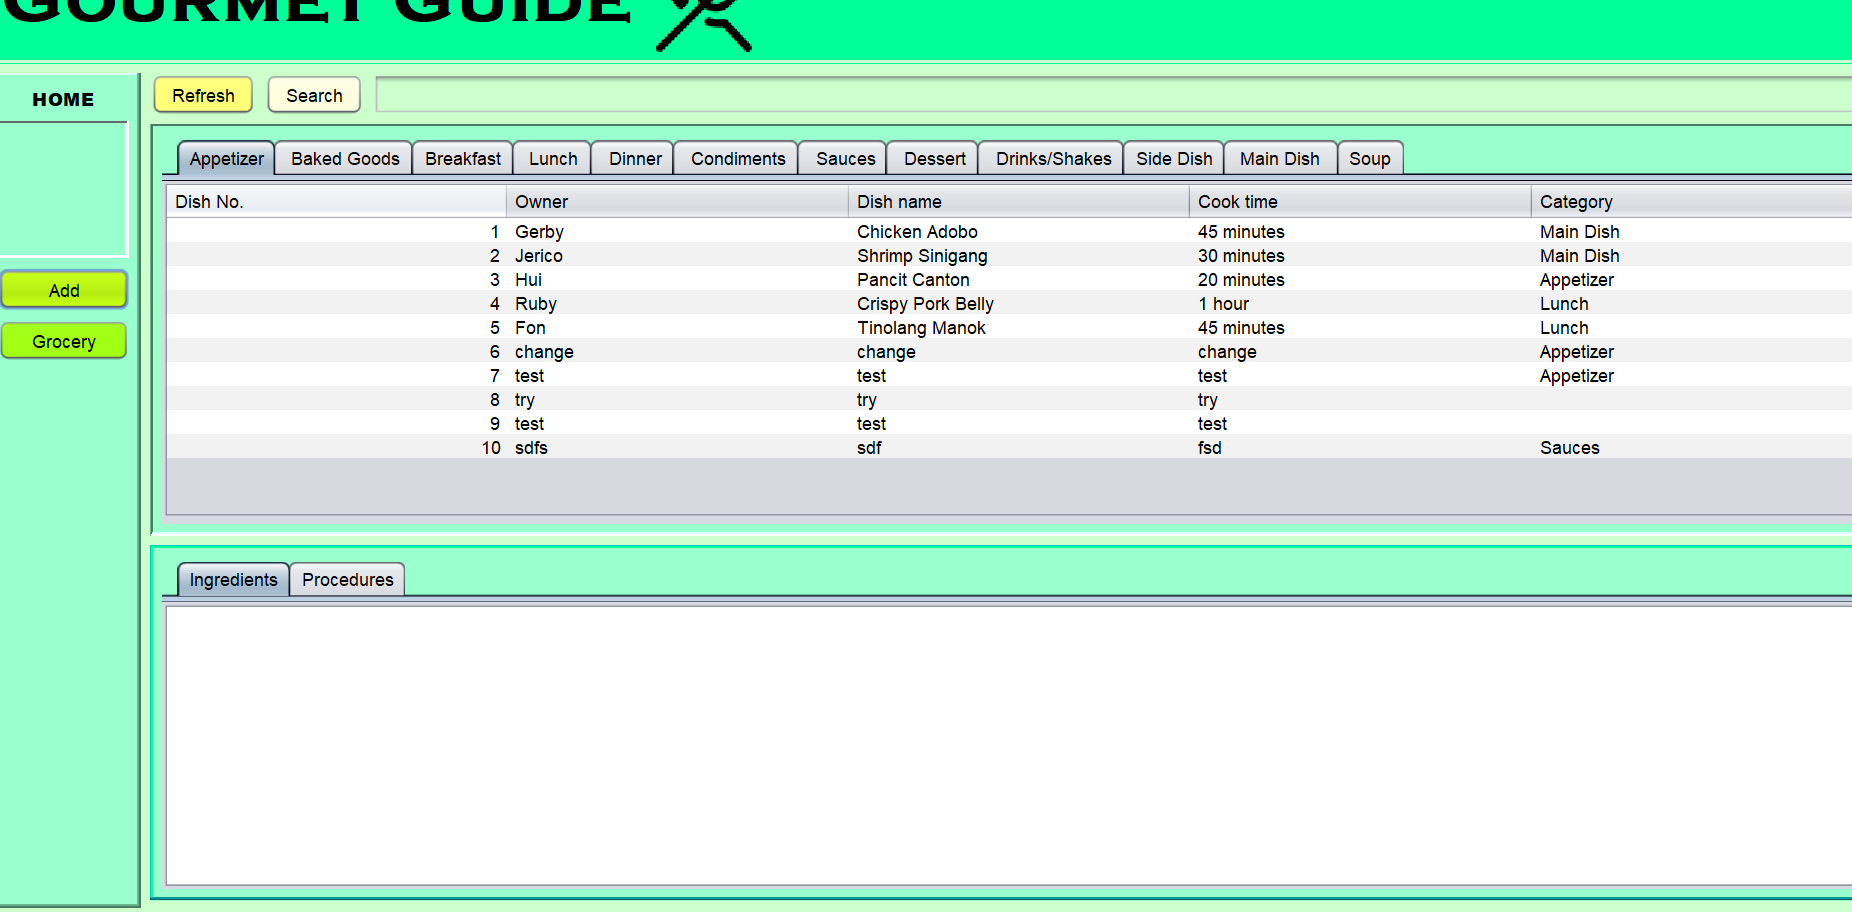 GOURMET GUIDE
HOME
Refresh Search
Appetizer Baked Goods Breakfast Lunch Dinner Condiments Sauces Dessert Drinks/Shakes Side Dish Main Dish Soup
Dish No. Owner Dish name Cook time Category
1 Gerby Chicken Adobo 45 minutes Main Dish
2 Jerico Shrimp Sinigang 30 minutes Main Dish
3 Hui Pancit Canton 20 minutes Appetizer
4 Ruby Crispy Pork Belly 1 hour Lunch
5 Fon Tinolang Manok 45 minutes Lunch
6 change change change Appetizer
7 test test test Appetizer
8 try try try
9 test test test
10 sdfs sdf fsd Sauces
Add
Grocery
Ingredients Procedures